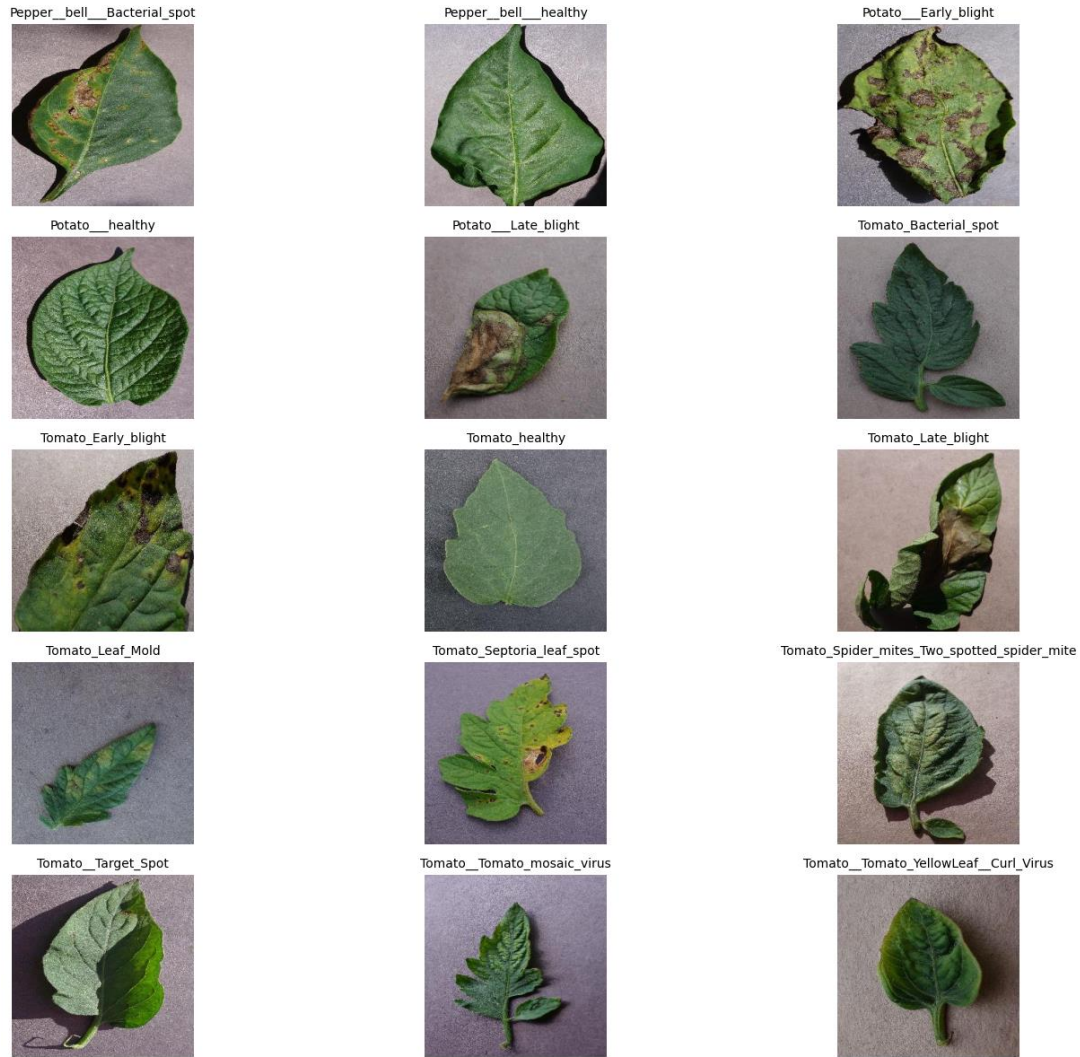 Pepper__bell___Bacterial_spot
Pepper__bell___healthy
Potato___Early_blight
Potato___healthy
Potato___Late_blight
Tomato_Bacterial_spot
Tomato_Early_blight
Tomato_healthy
Tomato_Late_blight
Tomato_Leaf_Mold
Tomato_Septoria_leaf_spot
Tomato_Spider_mites_Two_spotted_spider_mite
Tomato__Target_Spot
Tomato__Tomato_mosaic_virus
Tomato__Tomato_YellowLeaf__Curl_Virus